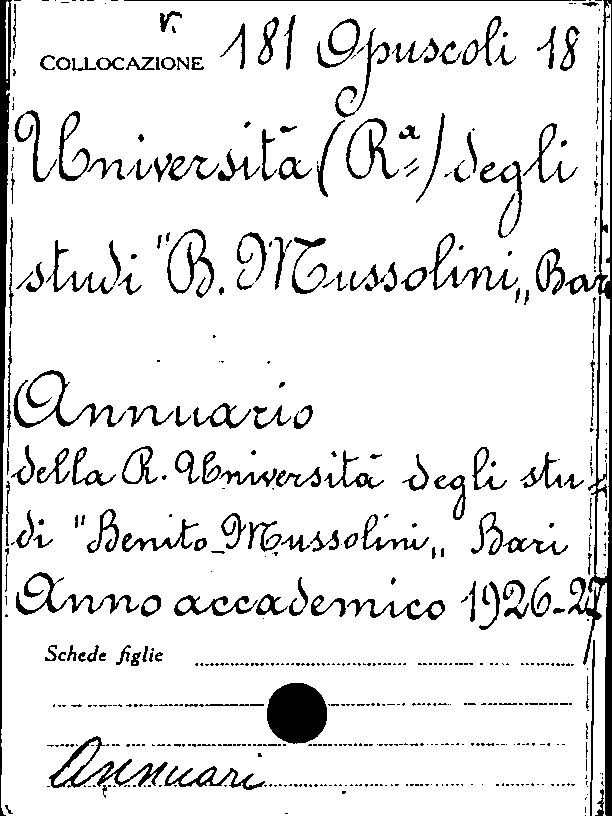 v.
COLLOCAZIONE 181 Opuscoli 18
Università (Rª) degli
studi "B. Mussolini„ Bari
Annuario
della R. Università degli stu-
di "Benito Mussolini„ Bari
Anno accademico 1926-27
Schede figlie
Annuari